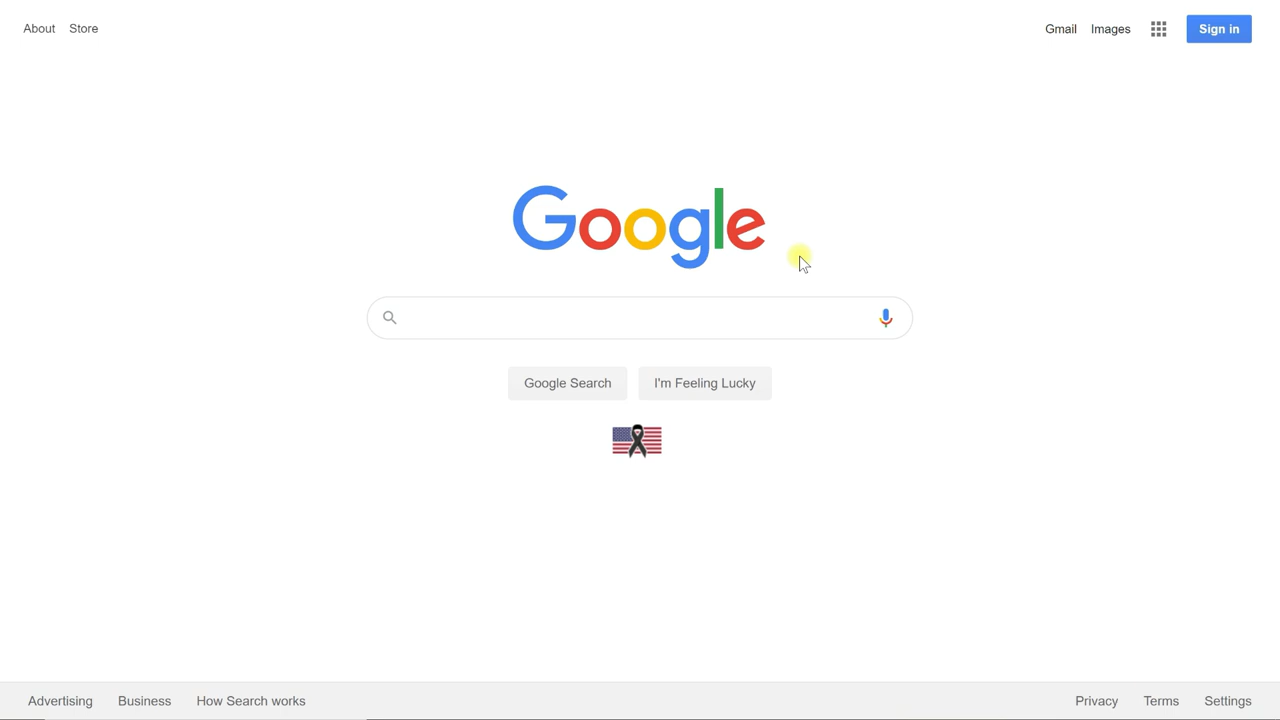 About Store
Gmail Images Sign in
Google
Google Search I'm Feeling Lucky
Advertising Business How Search works
Privacy Terms Settings